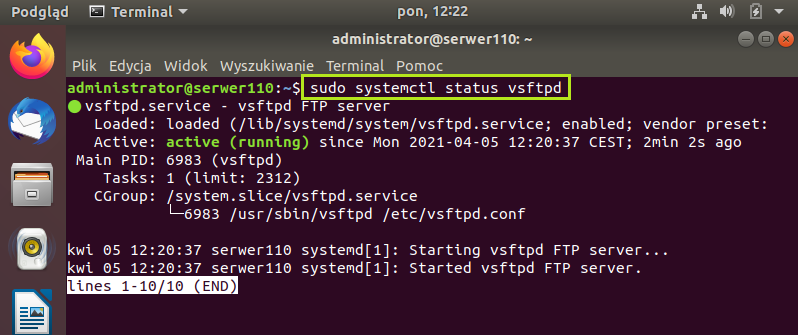 Podgląd Terminal pon, 12:22
administrator@serwer110: ~
Plik Edycja Widok Wyszukiwanie Terminal Pomoc
administrator@serwer110:~$ sudo systemctl status vsftpd
● vsftpd.service - vsftpd FTP server
Loaded: loaded (/lib/systemd/system/vsftpd.service; enabled; vendor preset:
Active: active (running) since Mon 2021-04-05 12:20:37 CEST; 2min 2s ago
Main PID: 6983 (vsftpd)
Tasks: 1 (limit: 2312)
CGroup: /system.slice/vsftpd.service
└─6983 /usr/sbin/vsftpd /etc/vsftpd.conf
kwi 05 12:20:37 serwer110 systemd[1]: Starting vsftpd FTP server...
kwi 05 12:20:37 serwer110 systemd[1]: Started vsftpd FTP server.
lines 1-10/10 (END)